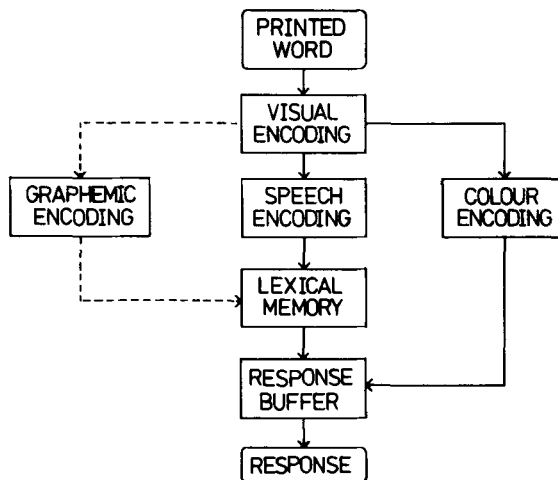 PRINTED
WORD
VISUAL
ENCODING
GRAPHEMIC
ENCODING
SPEECH
ENCODING
COLOUR
ENCODING
LEXICAL
MEMORY
RESPONSE
BUFFER
RESPONSE